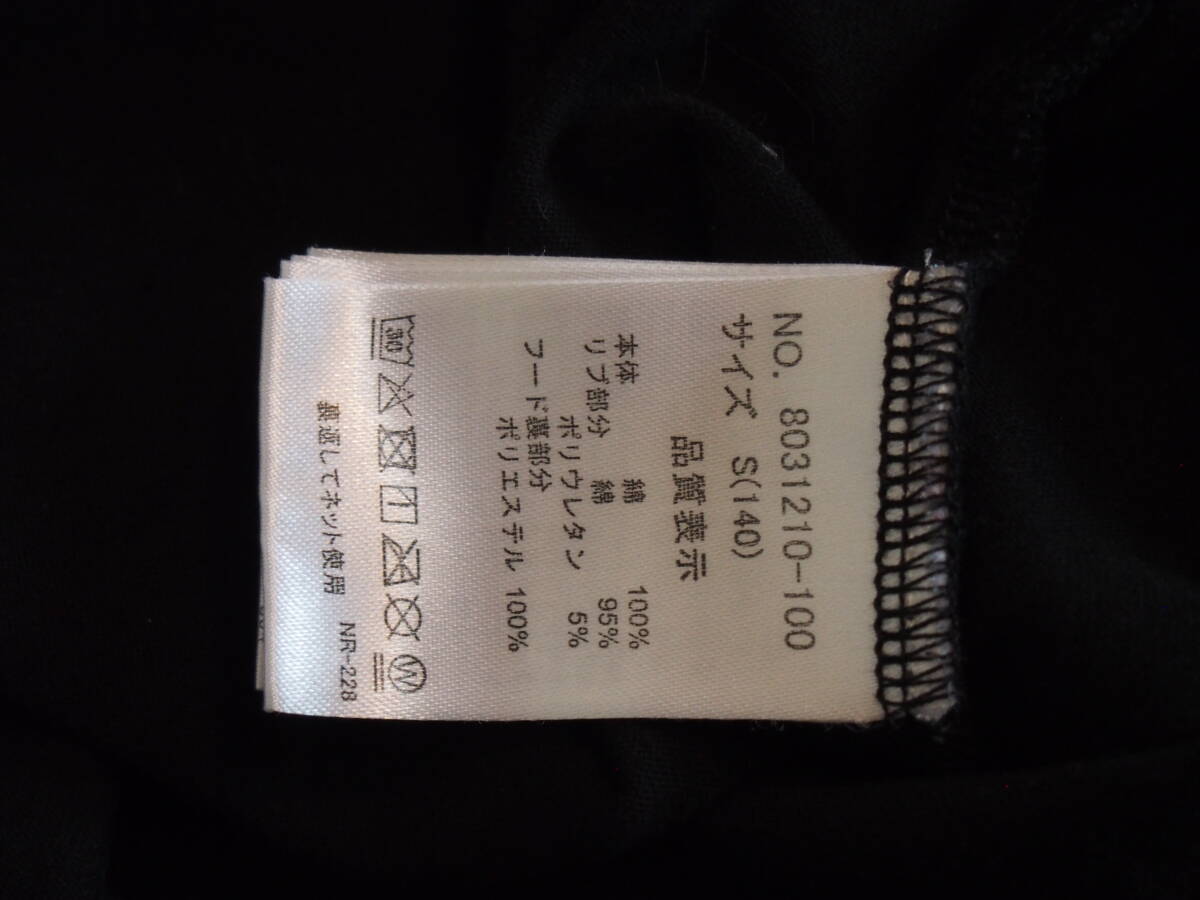 NO. 8031210-100
サイズ S(140)
品質表示
本体 綿 100%
リブ部分 綿 95%
ポリウレタン 5%
フード裏部分
ポリエステル 100%
30
W
裏返してネット使用
NR-228